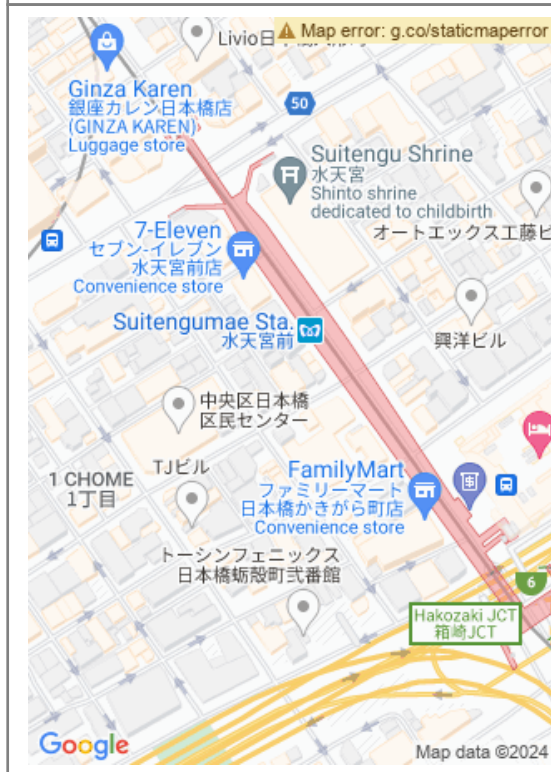 Livio日
Map error: g.co/staticmaperror
Ginza Karen
銀座カレン日本橋店
(GINZA KAREN)
Luggage store
50
Suitengu Shrine
水天宮
Shinto shrine
dedicated to childbirth
7-Eleven
セブン-イレブン
水天宮前店
Convenience store
オートエックス工藤ビ
Suitengumae Sta.
水天宮前
興洋ビル
中央区日本橋
区民センター
1 CHOME
1丁目
TJビル
FamilyMart
ファミリーマート
日本橋かきがら町店
Convenience store
トーシンフェニックス
日本橋蛎殻町弐番館
6
Hakozaki JCT
箱崎JCT
Google
Map data ©2024